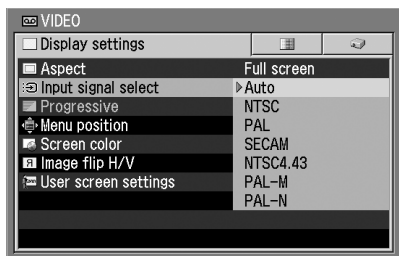 VIDEO
Display settings
Aspect Full screen
Input signal select Auto
Progressive NTSC
Menu position PAL
Screen color SECAM
Image flip H/V NTSC4.43
User screen settings PAL-M
PAL-N